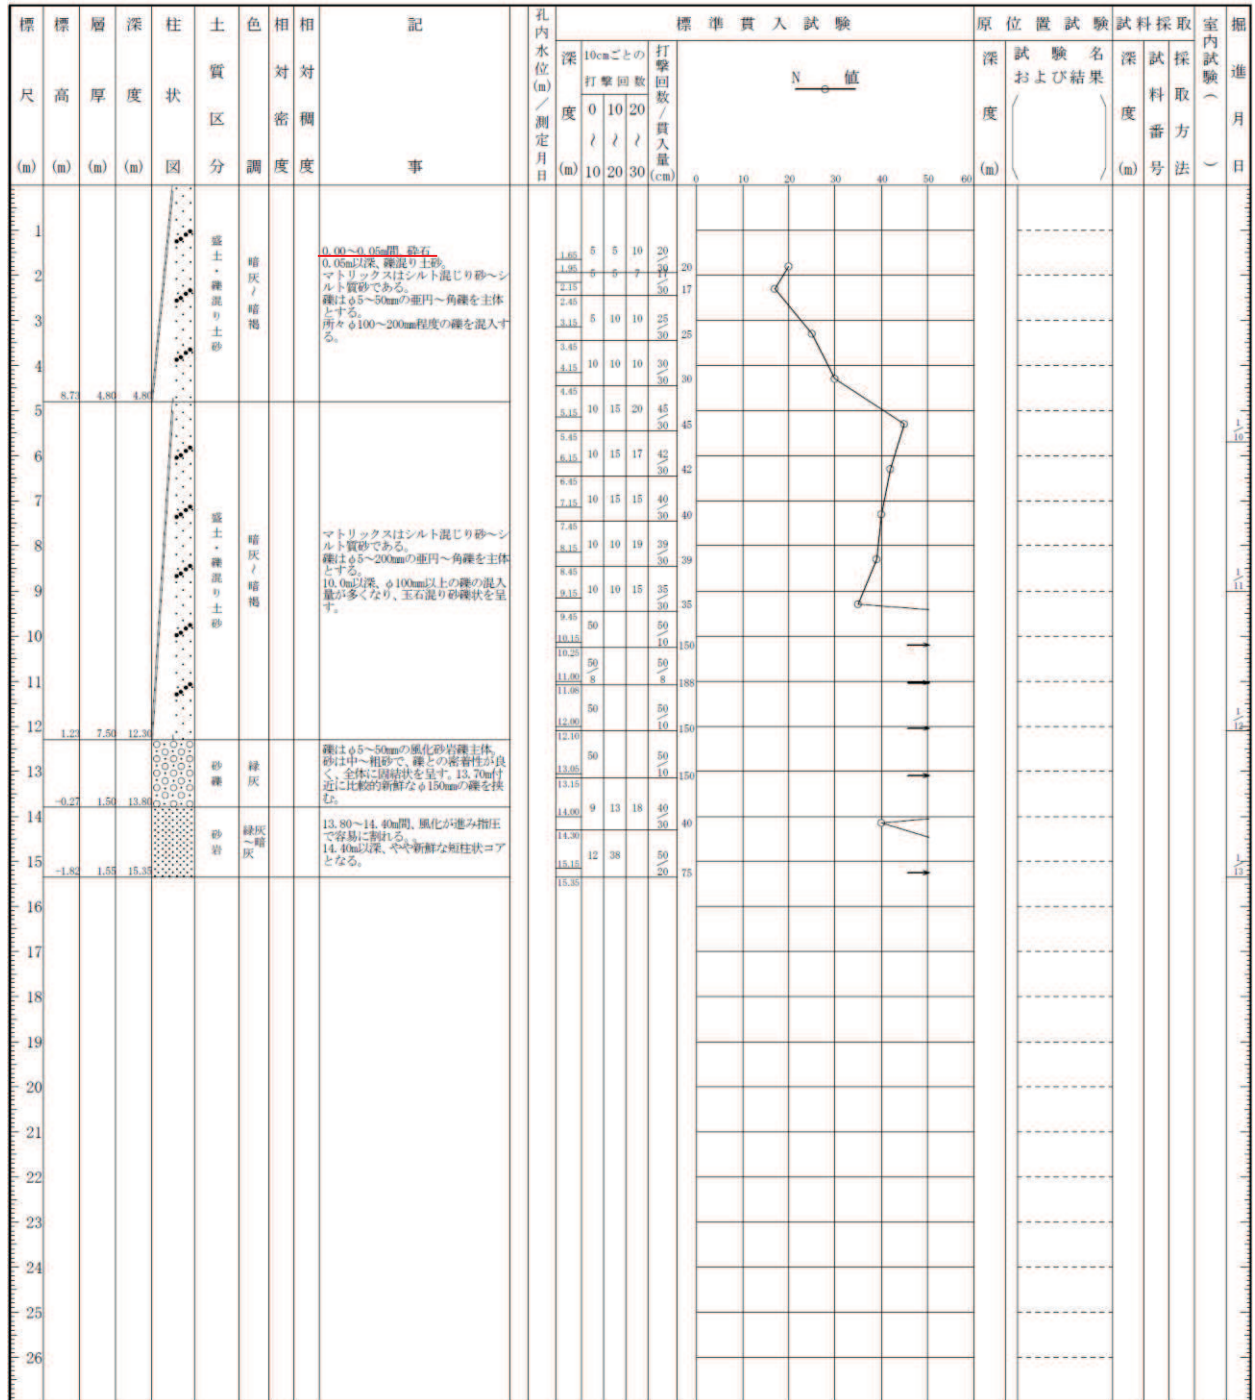 標尺(m)
標高(m)
層厚(m)
深度(m)
柱状図
土質区分
色調
相対密度
相対稠度
記事
孔内水位(m)／測定月日
標準貫入試験
深度(m)
10cmごとの打撃回数
0〜10
10〜20
20〜30
打撃回数／貫入量(cm)
N 値
0 10 20 30 40 50 60
原位置試験
深度(m)
試験名および結果
試料採取
深度(m)
試料番号
採取方法
室内試験( )
掘進月日
1
2
3
4
5
6
7
8
9
10
11
12
13
14
15
16
17
18
19
20
21
22
23
24
25
26
8.73 4.80 4.80
盛土・礫混り土砂
暗灰〜暗褐
0.00〜0.05m間、砕石
0.05m以深、礫混り土砂。
マトリックスはシルト混じり砂〜シ
ルト質砂である。
礫はφ5〜50mmの亜円〜角礫を主体
とする。
所々φ100〜200mm程度の礫を混入す
る。
1.23 7.50 12.30
盛土・礫混り土砂
暗灰〜暗褐
マトリックスはシルト混じり砂〜シ
ルト質砂である。
礫はφ5〜200mmの亜円〜角礫を主体
とする。
10.0m以深、φ100mm以上の礫の混入
量が多くなり、玉石混り砂礫状を呈
す。
-0.27 1.50 13.80
砂礫
緑灰
礫はφ5〜50mmの風化砂岩礫主体。
砂は中〜粗砂で、礫との密着性が良
く、全体に固結状を呈す。13.70m付
近に比較的新鮮なφ150mmの礫を挟
む。
-1.82 1.55 15.35
砂岩
緑灰〜暗灰
13.80〜14.40m間、風化が進み指圧
で容易に割れる。
14.40m以深、やや新鮮な短柱状コア
となる。
1.65 5 5 10 20/30 20
1.95
5 5 7 17/30 17
2.15
2.45
3.15 5 10 10 25/30 25
3.45
4.15 10 10 10 30/30 30
4.45
5.15 10 15 20 45/30 45
5.45
6.15 10 15 17 42/30 42
6.45
7.15 10 15 15 40/30 40
7.45
8.15 10 10 19 39/30 39
8.45
9.15 10 10 15 35/30 35
9.45
10.15 50 50/10 150
10.25
11.00 50/8 50/8 188
11.08
12.00 50 50/10 150
12.10
13.05 50 50/10 150
13.15
14.00 9 13 18 40/30 40
14.30
15.15 12 38 50/20 75
15.35
1/10
1/11
1/12
1/13